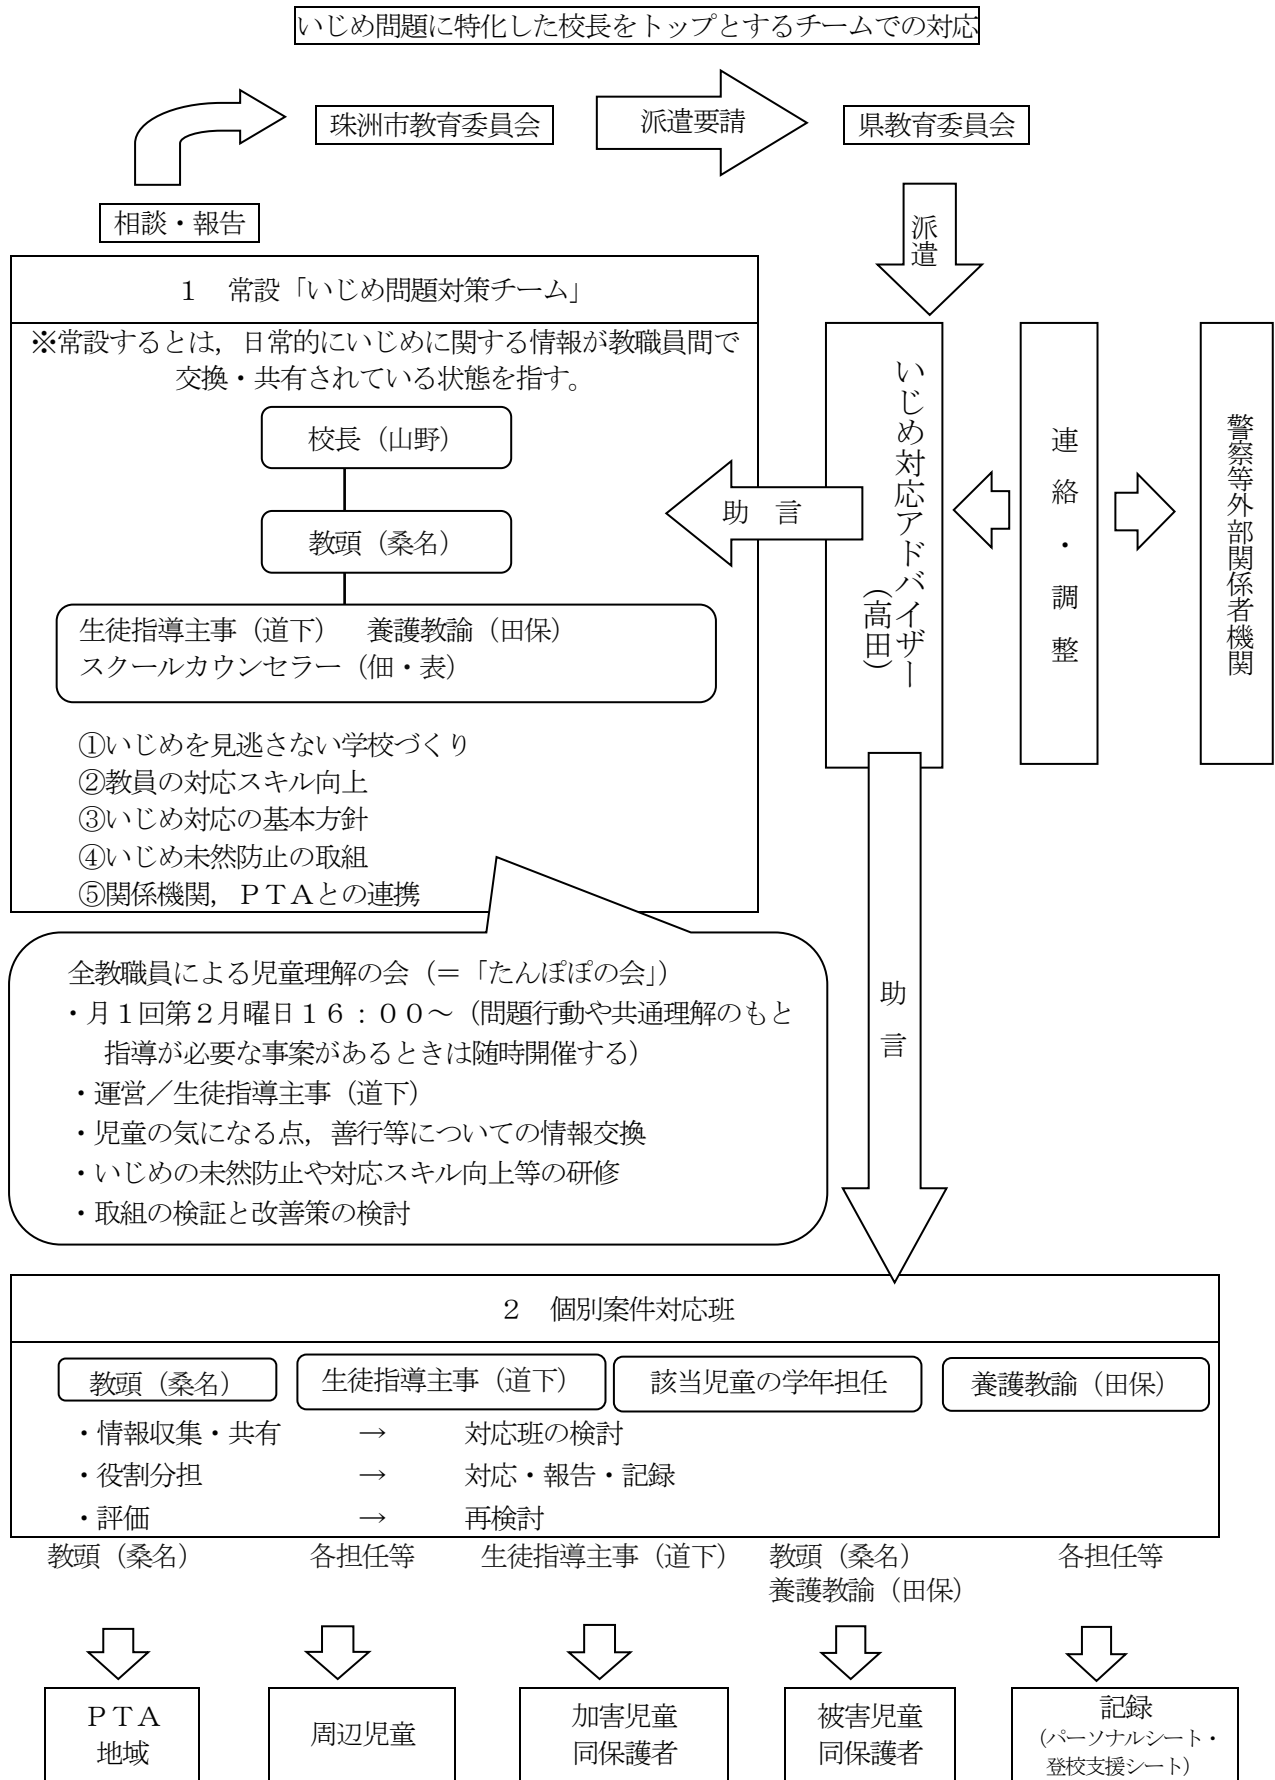 いじめ問題に特化した校長をトップとするチームでの対応
珠洲市教育委員会
派遣要請
県教育委員会
相談・報告
派遣
１　常設「いじめ問題対策チーム」
※常設するとは，日常的にいじめに関する情報が教職員間で
交換・共有されている状態を指す。
校長（山野）
教頭（桑名）
生徒指導主事（道下）　養護教諭（田保）
スクールカウンセラー（佃・表）
①いじめを見逃さない学校づくり
②教員の対応スキル向上
③いじめ対応の基本方針
④いじめ未然防止の取組
⑤関係機関，ＰＴＡとの連携
助　言
いじめ対応アドバイザー
（高田）
連絡・調整
警察等外部関係者機関
全教職員による児童理解の会（＝「たんぽぽの会」）
・月１回第２月曜日１６：００～（問題行動や共通理解のもと
指導が必要な事案があるときは随時開催する）
・運営／生徒指導主事（道下）
・児童の気になる点，善行等についての情報交換
・いじめの未然防止や対応スキル向上等の研修
・取組の検証と改善策の検討
助言
２　個別案件対応班
教頭（桑名）　生徒指導主事（道下）　該当児童の学年担任　養護教諭（田保）
・情報収集・共有　→　対応班の検討
・役割分担　→　対応・報告・記録
・評価　→　再検討
教頭（桑名）　各担任等　生徒指導主事（道下）　教頭（桑名）　各担任等
養護教諭（田保）
ＰＴＡ
地域
周辺児童
加害児童
同保護者
被害児童
同保護者
記録
（パーソナルシート・
登校支援シート）